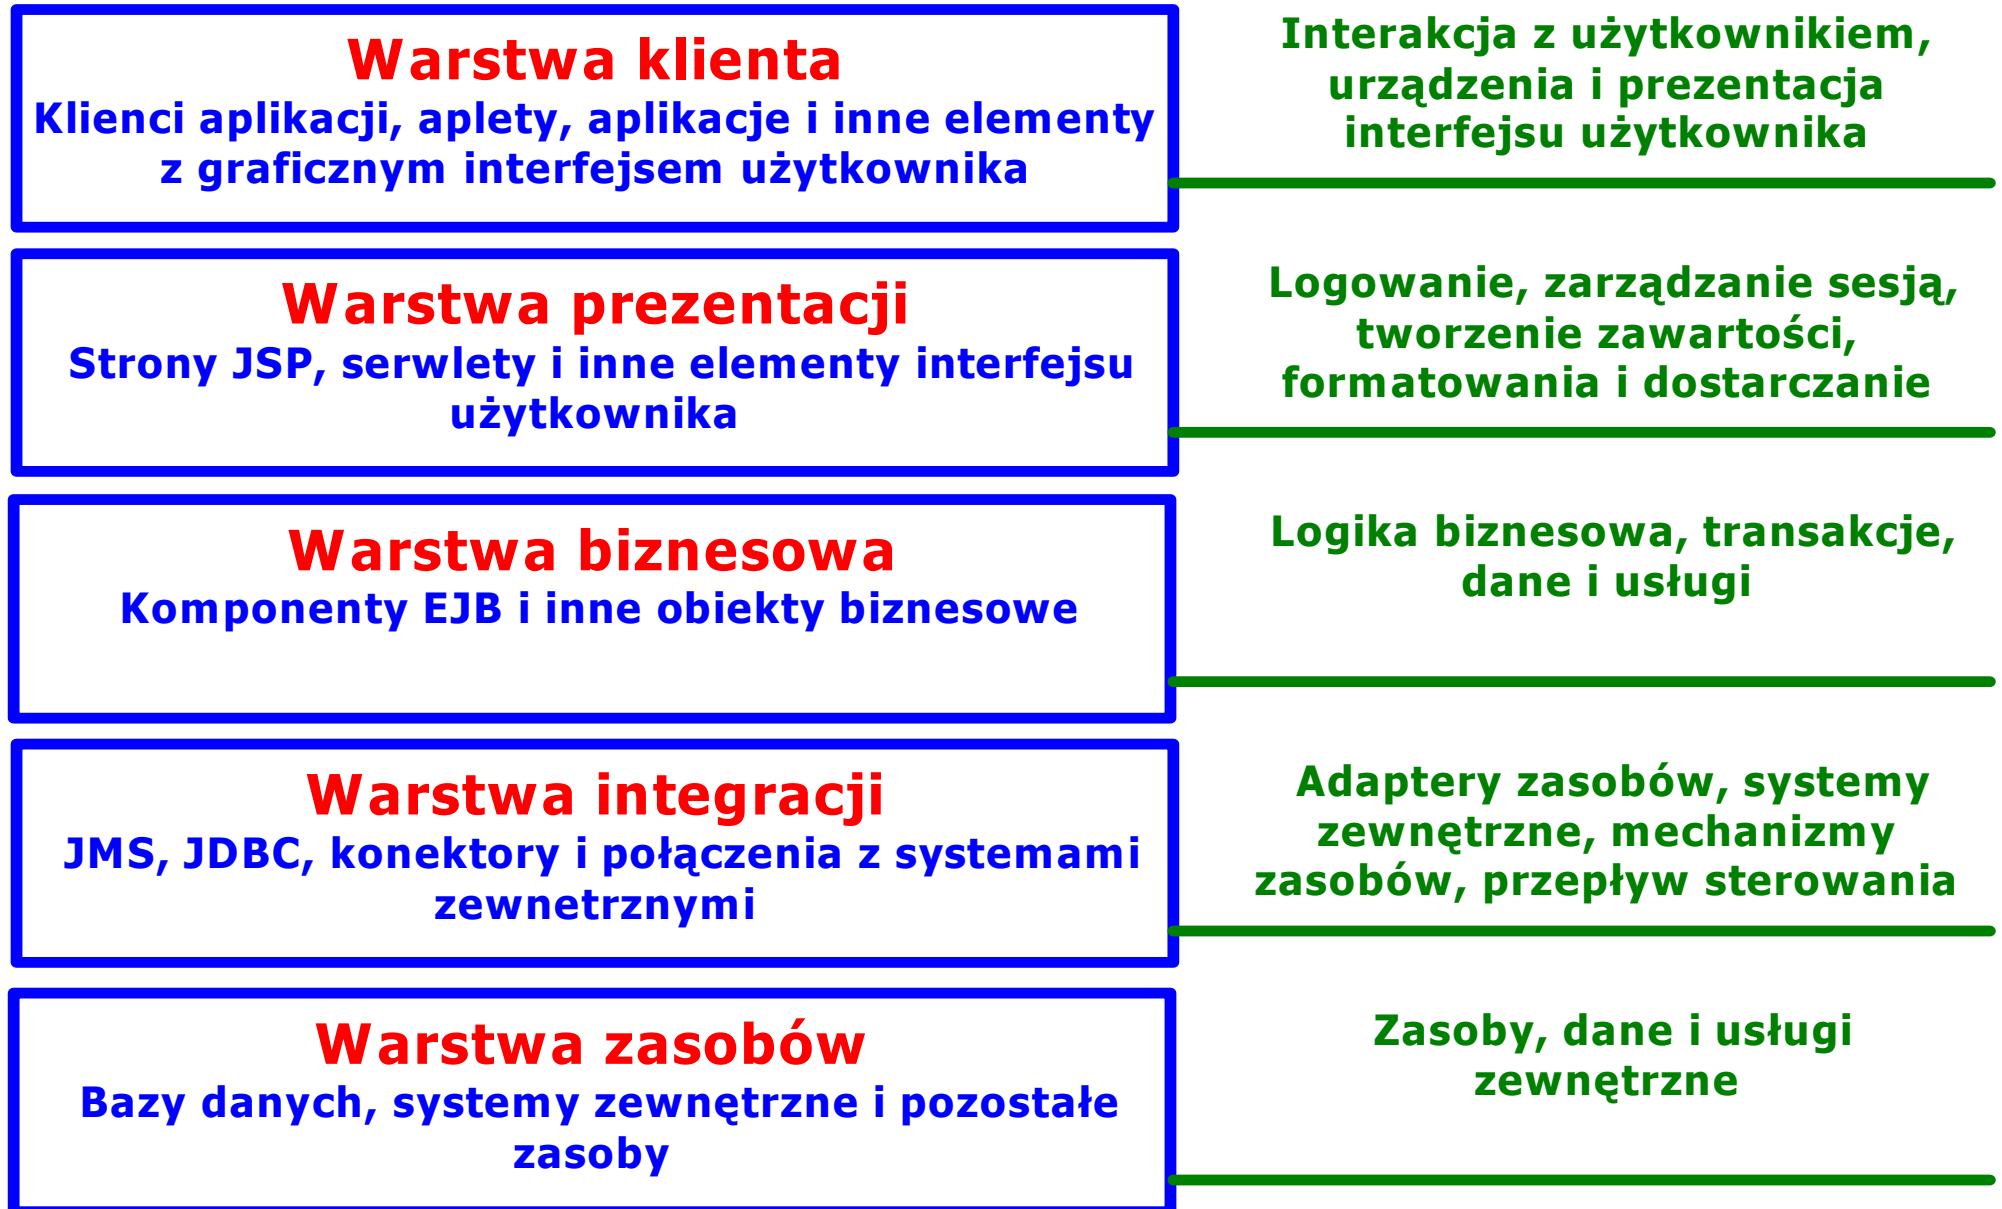 Warstwa klienta
Klienci aplikacji, aplety, aplikacje i inne elementy
z graficznym interfejsem użytkownika
Interakcja z użytkownikiem,
urządzenia i prezentacja
interfejsu użytkownika
Warstwa prezentacji
Strony JSP, serwlety i inne elementy interfejsu
użytkownika
Logowanie, zarządzanie sesją,
tworzenie zawartości,
formatowania i dostarczanie
Warstwa biznesowa
Komponenty EJB i inne obiekty biznesowe
Logika biznesowa, transakcje,
dane i usługi
Warstwa integracji
JMS, JDBC, konektory i połączenia z systemami
zewnetrznymi
Adaptery zasobów, systemy
zewnętrzne, mechanizmy
zasobów, przepływ sterowania
Warstwa zasobów
Bazy danych, systemy zewnętrzne i pozostałe
zasoby
Zasoby, dane i usługi
zewnętrzne